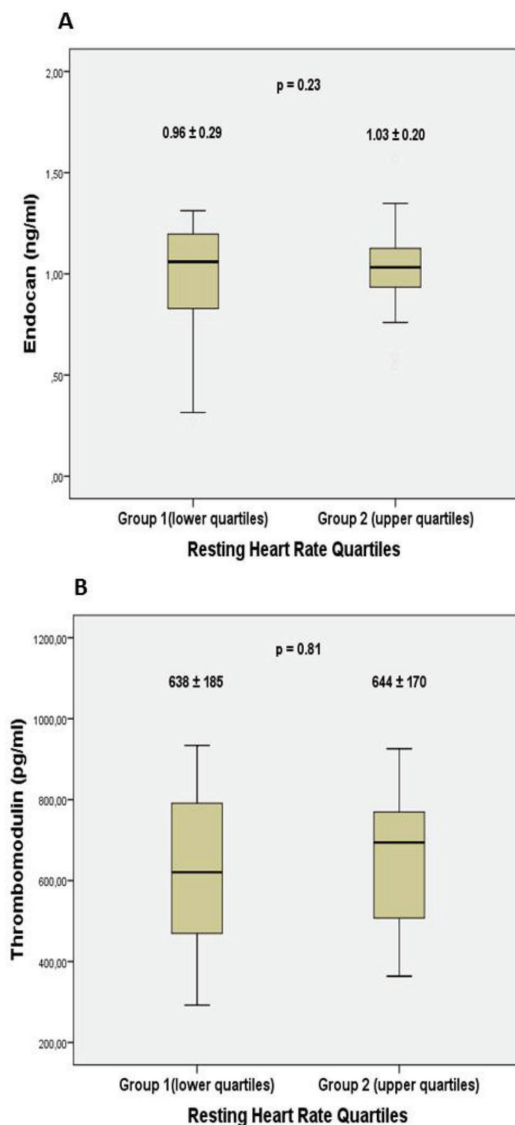 A
p = 0.23
0.96 ± 0.29 1.03 ± 0.20
2,00
1,50
1,00
,50
,00
Endocan (ng/ml)
Group 1(lower quartiles) Group 2 (upper quartiles)
Resting Heart Rate Quartiles
B
p = 0.81
638 ± 185 644 ± 170
1200,00
1000,00
800,00
600,00
400,00
200,00
Thrombomodulin (pg/ml)
Group 1(lower quartiles) Group 2 (upper quartiles)
Resting Heart Rate Quartiles